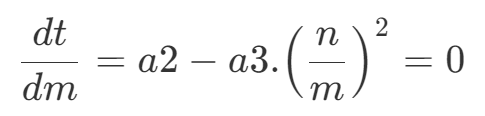 dt/dm = a2 − a3.(n/m)² = 0